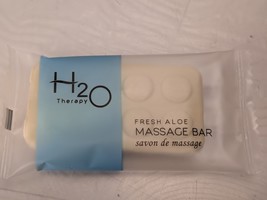 H2O
Therapy
FRESH ALOE
MASSAGE BAR
savon de massage